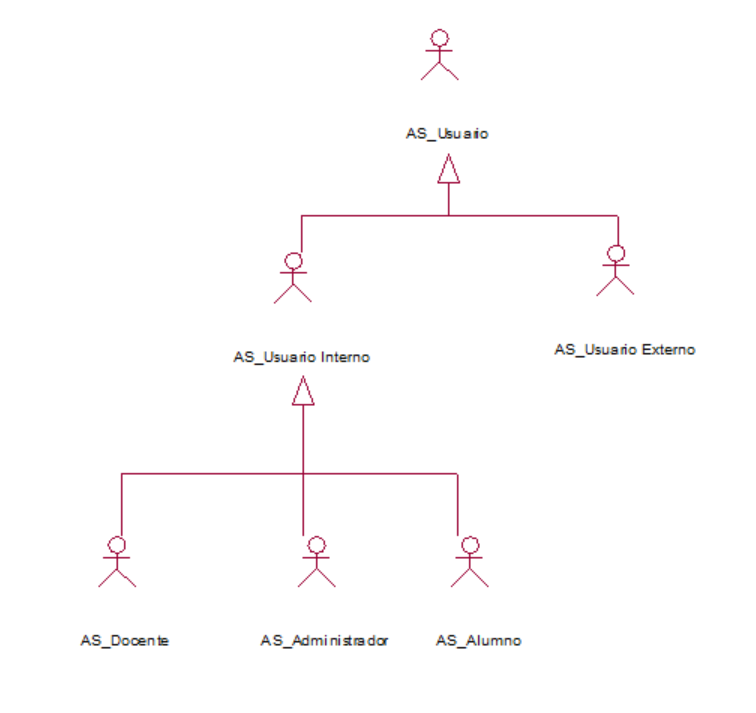 AS_Usuario
AS_Usuario Interno
AS_Usuario Externo
AS_Docente
AS_Administrador
AS_Alumno